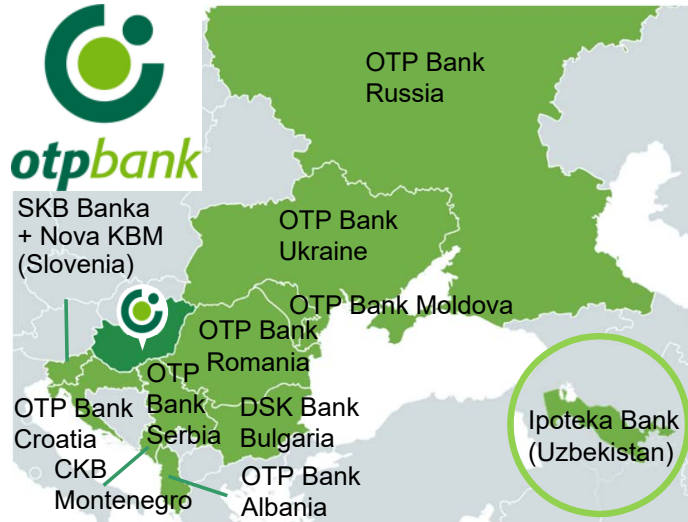 otpbank
OTP Bank
Russia
SKB Banka
+ Nova KBM
(Slovenia)
OTP Bank
Ukraine
OTP Bank Moldova
OTP Bank
Romania
OTP
Bank
Serbia
DSK Bank
Bulgaria
OTP Bank
Croatia
CKB
Montenegro
OTP Bank
Albania
Ipoteka Bank
(Uzbekistan)